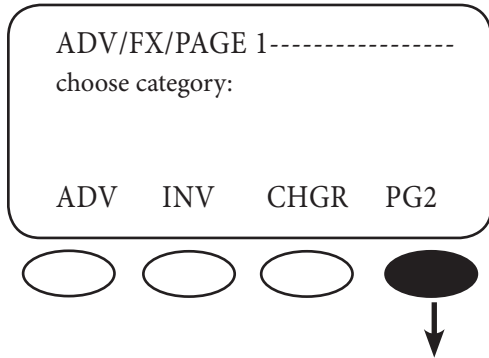 ADV/FX/PAGE 1-----------------
choose category:
ADV INV CHGR PG2